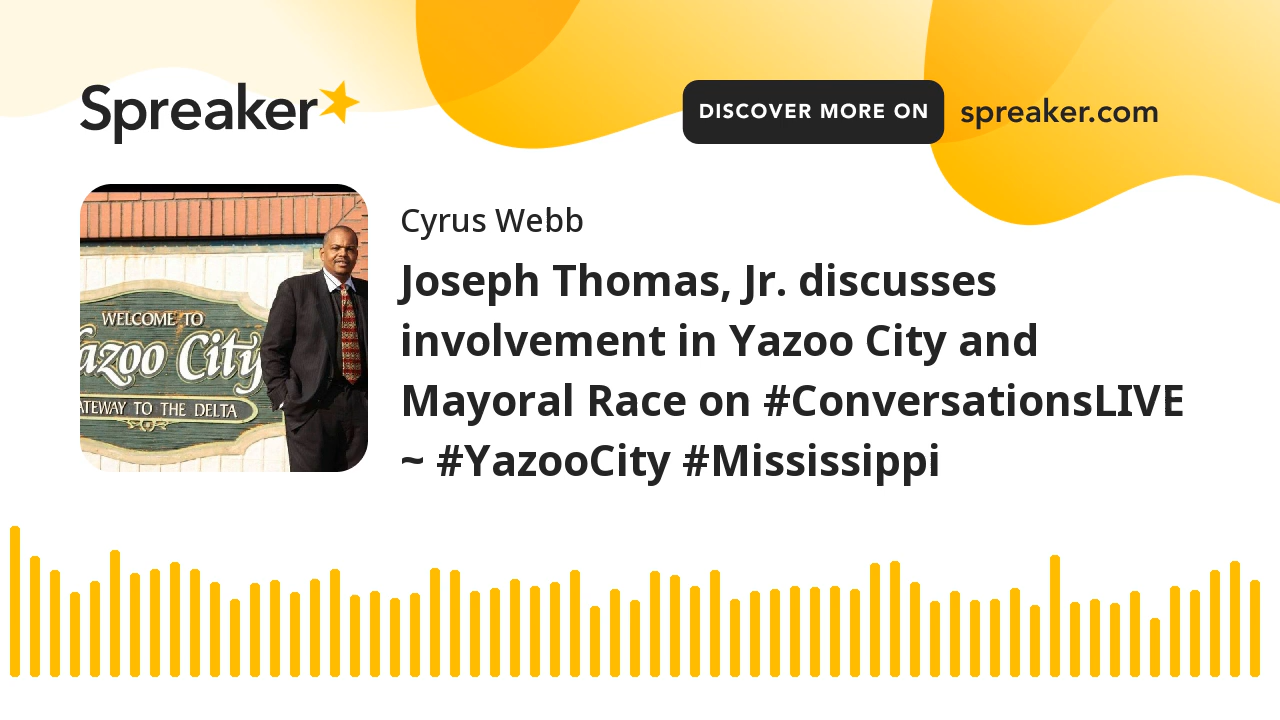 Spreaker
DISCOVER MORE ON
spreaker.com
Cyrus Webb
Joseph Thomas, Jr. discusses
involvement in Yazoo City and
Mayoral Race on #ConversationsLIVE
~ #YazooCity #Mississippi
WELCOME TO
azoo City
ATEWAY TO THE DELTA